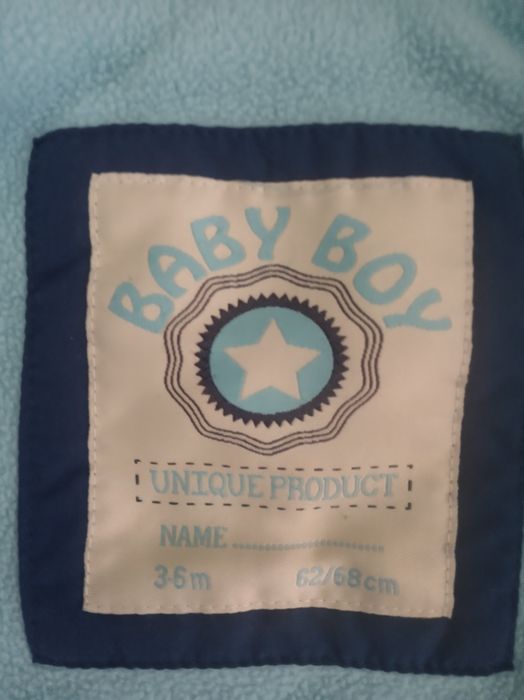 BABY BOY
UNIQUE PRODUCT
NAME ........................
3-6m 62/68cm